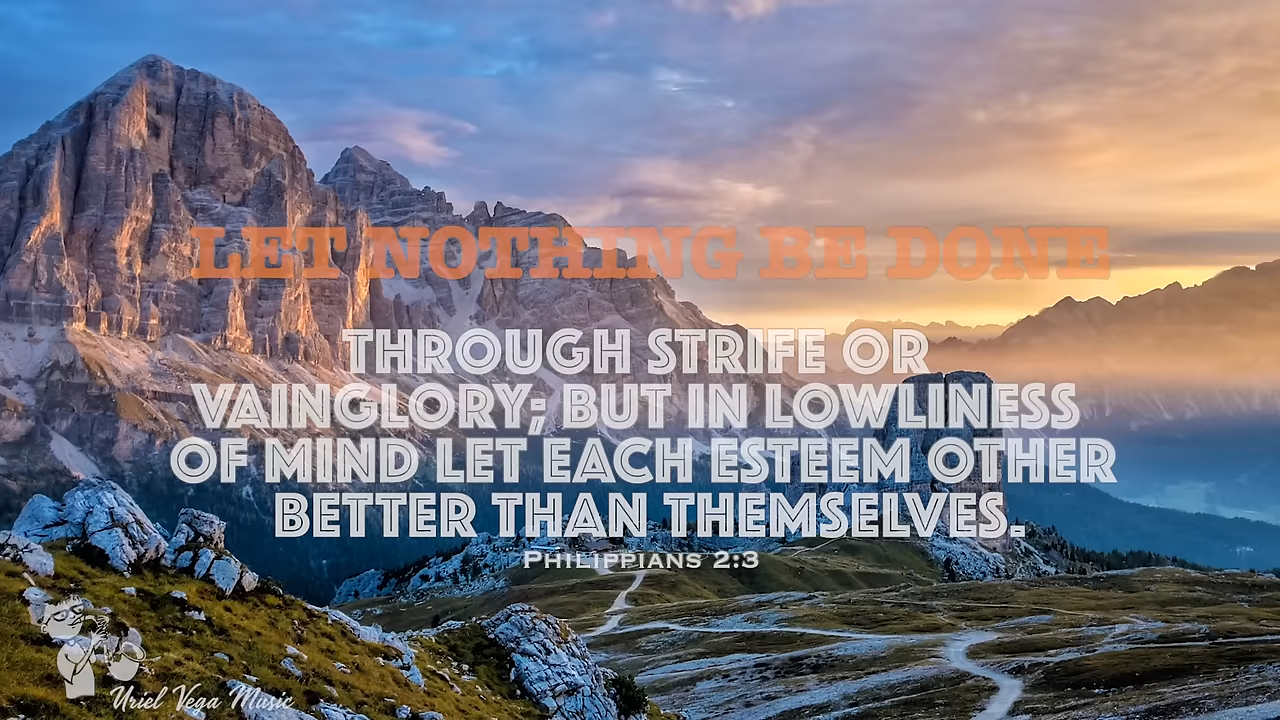 LET NOTHING BE DONE
THROUGH STRIFE OR
VAINGLORY; BUT IN LOWLINESS
OF MIND LET EACH ESTEEM OTHER
BETTER THAN THEMSELVES.
PHILIPPIANS 2:3
Uriel Vega Music